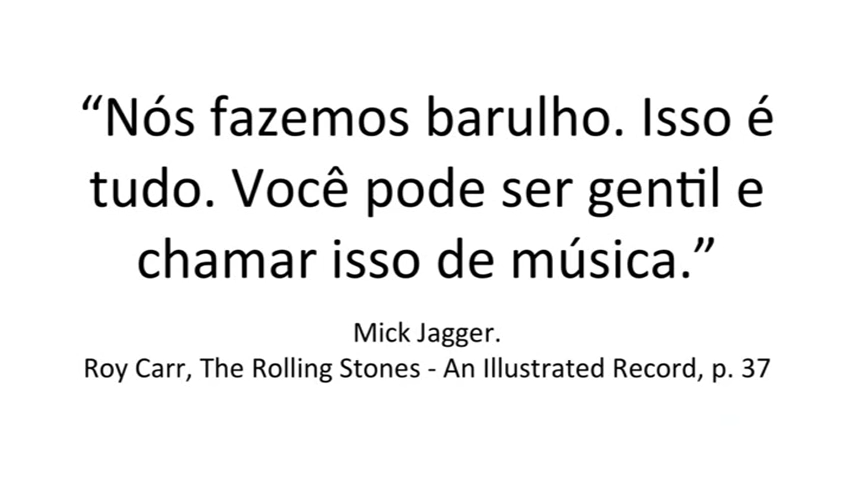 “Nós fazemos barulho. Isso é
tudo. Você pode ser gentil e
chamar isso de música.”
Mick Jagger.
Roy Carr, The Rolling Stones - An Illustrated Record, p. 37